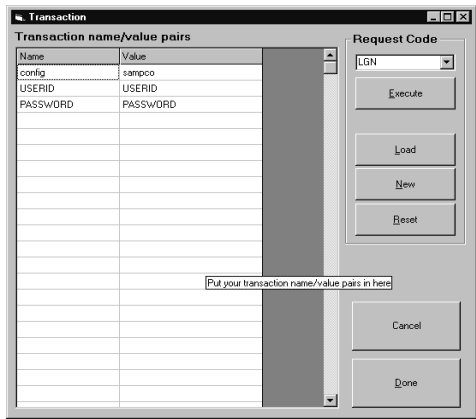 Transaction
Transaction name/value pairs
Name Value
config sampco
USERID USERID
PASSWORD PASSWORD
Put your transaction name/value pairs in here
Request Code
LGN
Execute
Load
New
Reset
Cancel
Done